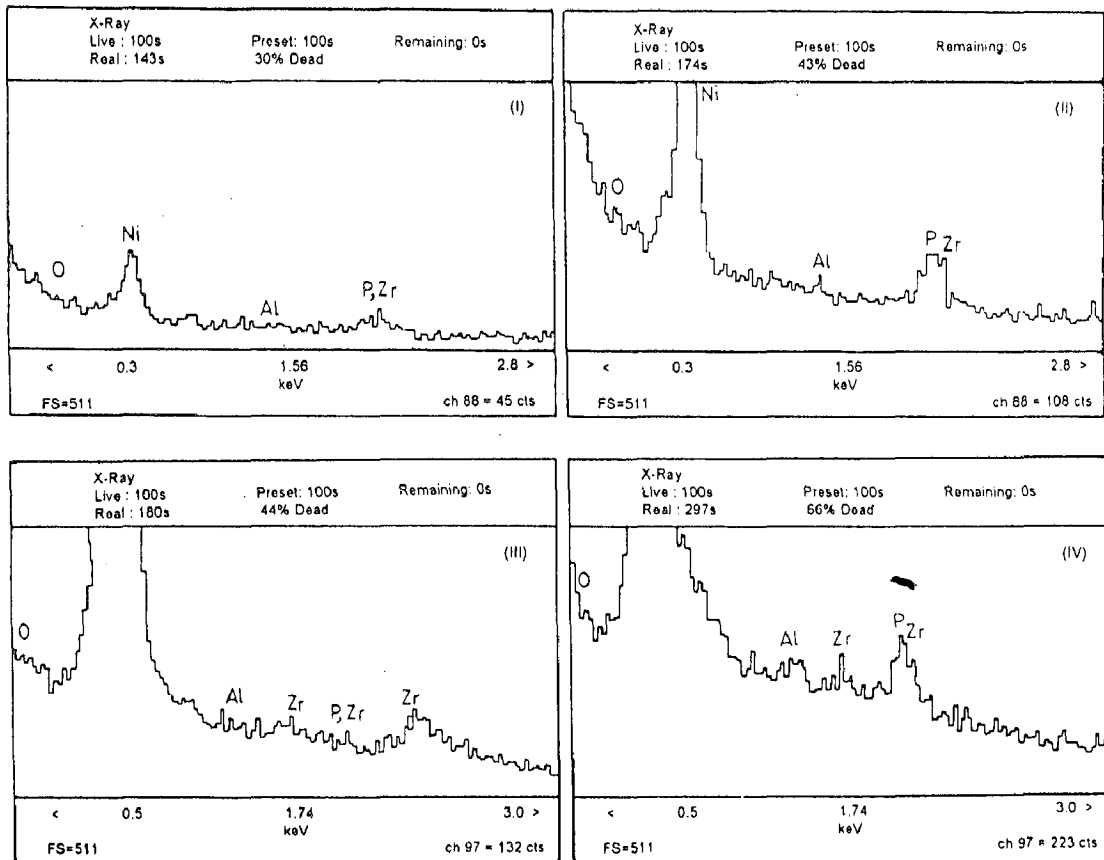 X-Ray
Live : 100s Preset: 100s Remaining: 0s
Real : 143s 30% Dead
(I)
O Ni Al P,Zr
< 0.3 1.56 2.8 >
keV
FS=511 ch 88 = 45 cts
X-Ray
Live : 100s Preset: 100s Remaining: 0s
Real : 174s 43% Dead
Ni (II)
O Al P Zr
< 0.3 1.56 2.8 >
keV
FS=511 ch 88 = 108 cts
X-Ray
Live : 100s Preset: 100s Remaining: 0s
Real : 180s 44% Dead
(III)
O Al Zr P,Zr Zr
< 0.5 1.74 3.0 >
keV
FS=511 ch 97 = 132 cts
X-Ray
Live : 100s Preset: 100s Remaining: 0s
Real : 297s 66% Dead
(IV)
O Al Zr P Zr
< 0.5 1.74 3.0 >
keV
FS=511 ch 97 = 223 cts